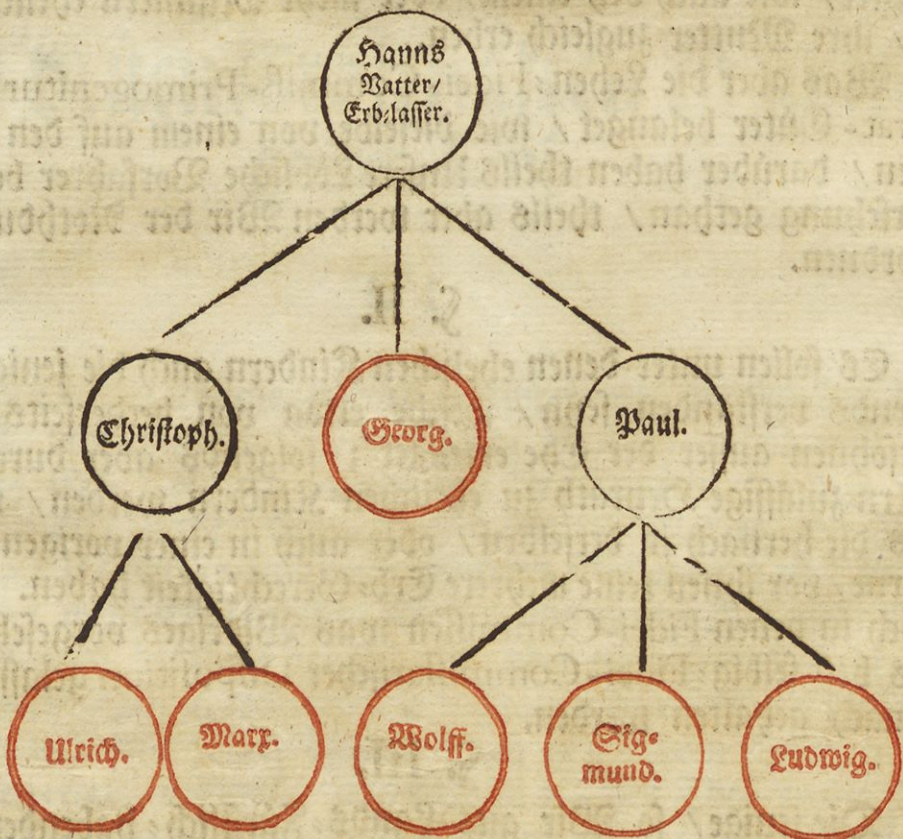 Hanns
Vatter/
Erb-lasser.
Christoph.
Georg.
Paul.
Ulrich.
Marx.
Wolff.
Sig-
mund.
Ludwig.